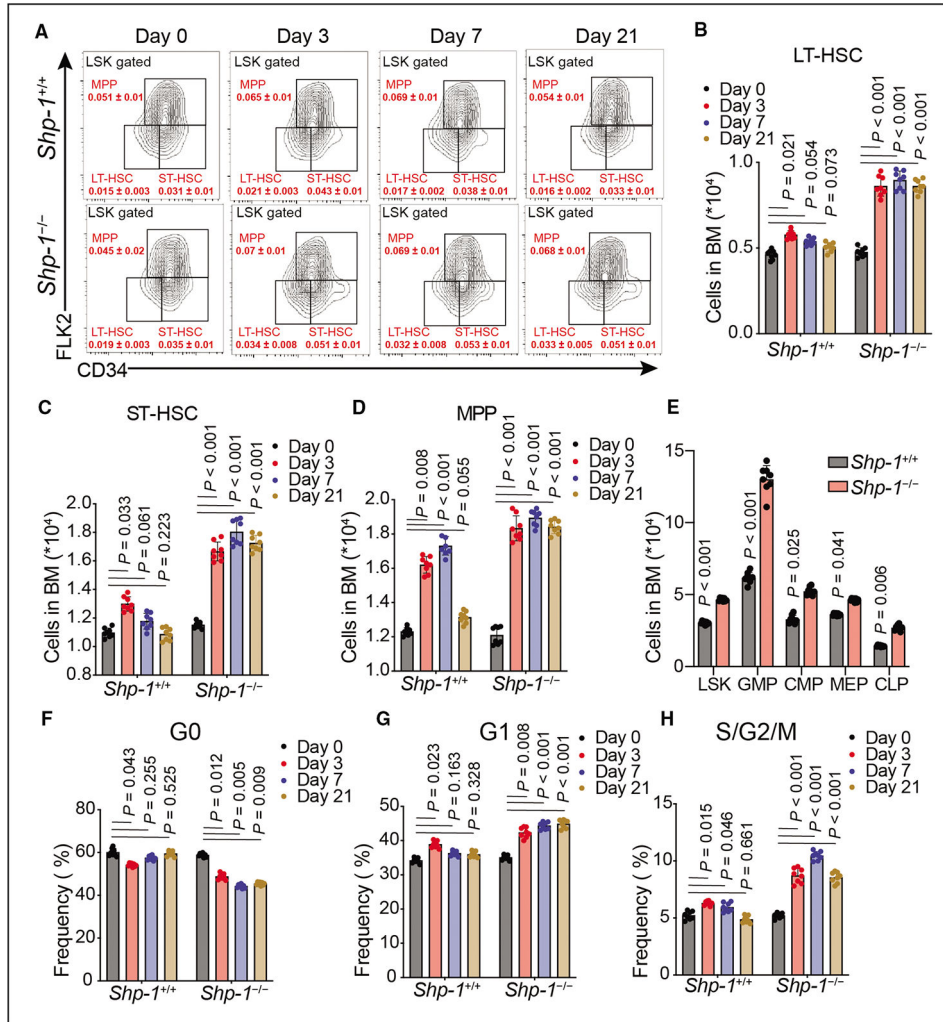 A
Day 0
Day 3
Day 7
Day 21
Shp-1+/+
LSK gated
MPP
0.051 ± 0.01
LT-HSC
ST-HSC
0.015 ± 0.003
0.031 ± 0.01
LSK gated
MPP
0.065 ± 0.01
LT-HSC
ST-HSC
0.021 ± 0.003
0.043 ± 0.01
LSK gated
MPP
0.069 ± 0.01
LT-HSC
ST-HSC
0.017 ± 0.002
0.038 ± 0.01
LSK gated
MPP
0.054 ± 0.01
LT-HSC
ST-HSC
0.016 ± 0.002
0.033 ± 0.01
Shp-1−/−
LSK gated
MPP
0.045 ± 0.02
LT-HSC
ST-HSC
0.019 ± 0.003
0.035 ± 0.01
LSK gated
MPP
0.07 ± 0.01
LT-HSC
ST-HSC
0.034 ± 0.008
0.051 ± 0.01
LSK gated
MPP
0.069 ± 0.01
LT-HSC
ST-HSC
0.032 ± 0.008
0.053 ± 0.01
LSK gated
MPP
0.068 ± 0.01
LT-HSC
ST-HSC
0.033 ± 0.005
0.051 ± 0.01
FLK2
CD34
B
LT-HSC
Day 0
Day 3
Day 7
Day 21
P = 0.021
P = 0.054
P = 0.073
P < 0.001
P < 0.001
P < 0.001
Cells in BM (*10⁴)
1.0
0.5
0.0
Shp-1+/+
Shp-1−/−
C
ST-HSC
Day 0
Day 3
Day 7
Day 21
P = 0.033
P = 0.061
P = 0.223
P < 0.001
P < 0.001
P < 0.001
Cells in BM (*10⁴)
2.0
1.8
1.6
1.4
1.2
1.0
0.8
Shp-1+/+
Shp-1−/−
D
MPP
Day 0
Day 3
Day 7
Day 21
P = 0.008
P < 0.001
P = 0.055
P < 0.001
P < 0.001
P < 0.001
Cells in BM (*10⁴)
2.0
1.8
1.6
1.4
1.2
1.0
Shp-1+/+
Shp-1−/−
E
Shp-1+/+
Shp-1−/−
P < 0.001
P < 0.001
P = 0.025
P = 0.041
P = 0.006
Cells in BM (*10⁴)
15
10
5
0
LSK
GMP
CMP
MEP
CLP
F
G0
Day 0
Day 3
Day 7
Day 21
P = 0.043
P = 0.255
P = 0.525
P = 0.012
P = 0.005
P = 0.009
Frequency (%)
80
60
40
20
0
Shp-1+/+
Shp-1−/−
G
G1
Day 0
Day 3
Day 7
Day 21
P = 0.023
P = 0.163
P = 0.328
P = 0.008
P < 0.001
P < 0.001
Frequency (%)
50
40
30
20
10
0
Shp-1+/+
Shp-1−/−
H
S/G2/M
Day 0
Day 3
Day 7
Day 21
P = 0.015
P = 0.046
P = 0.661
P < 0.001
P < 0.001
P < 0.001
Frequency (%)
15
10
5
0
Shp-1+/+
Shp-1−/−